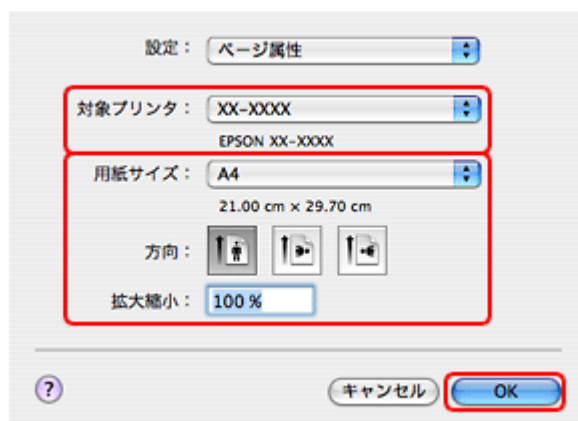 設定： ページ属性
対象プリンタ： XX-XXXX
EPSON XX-XXXX
用紙サイズ： A4
21.00 cm × 29.70 cm
方向：
拡大縮小： 100 %
? キャンセル OK